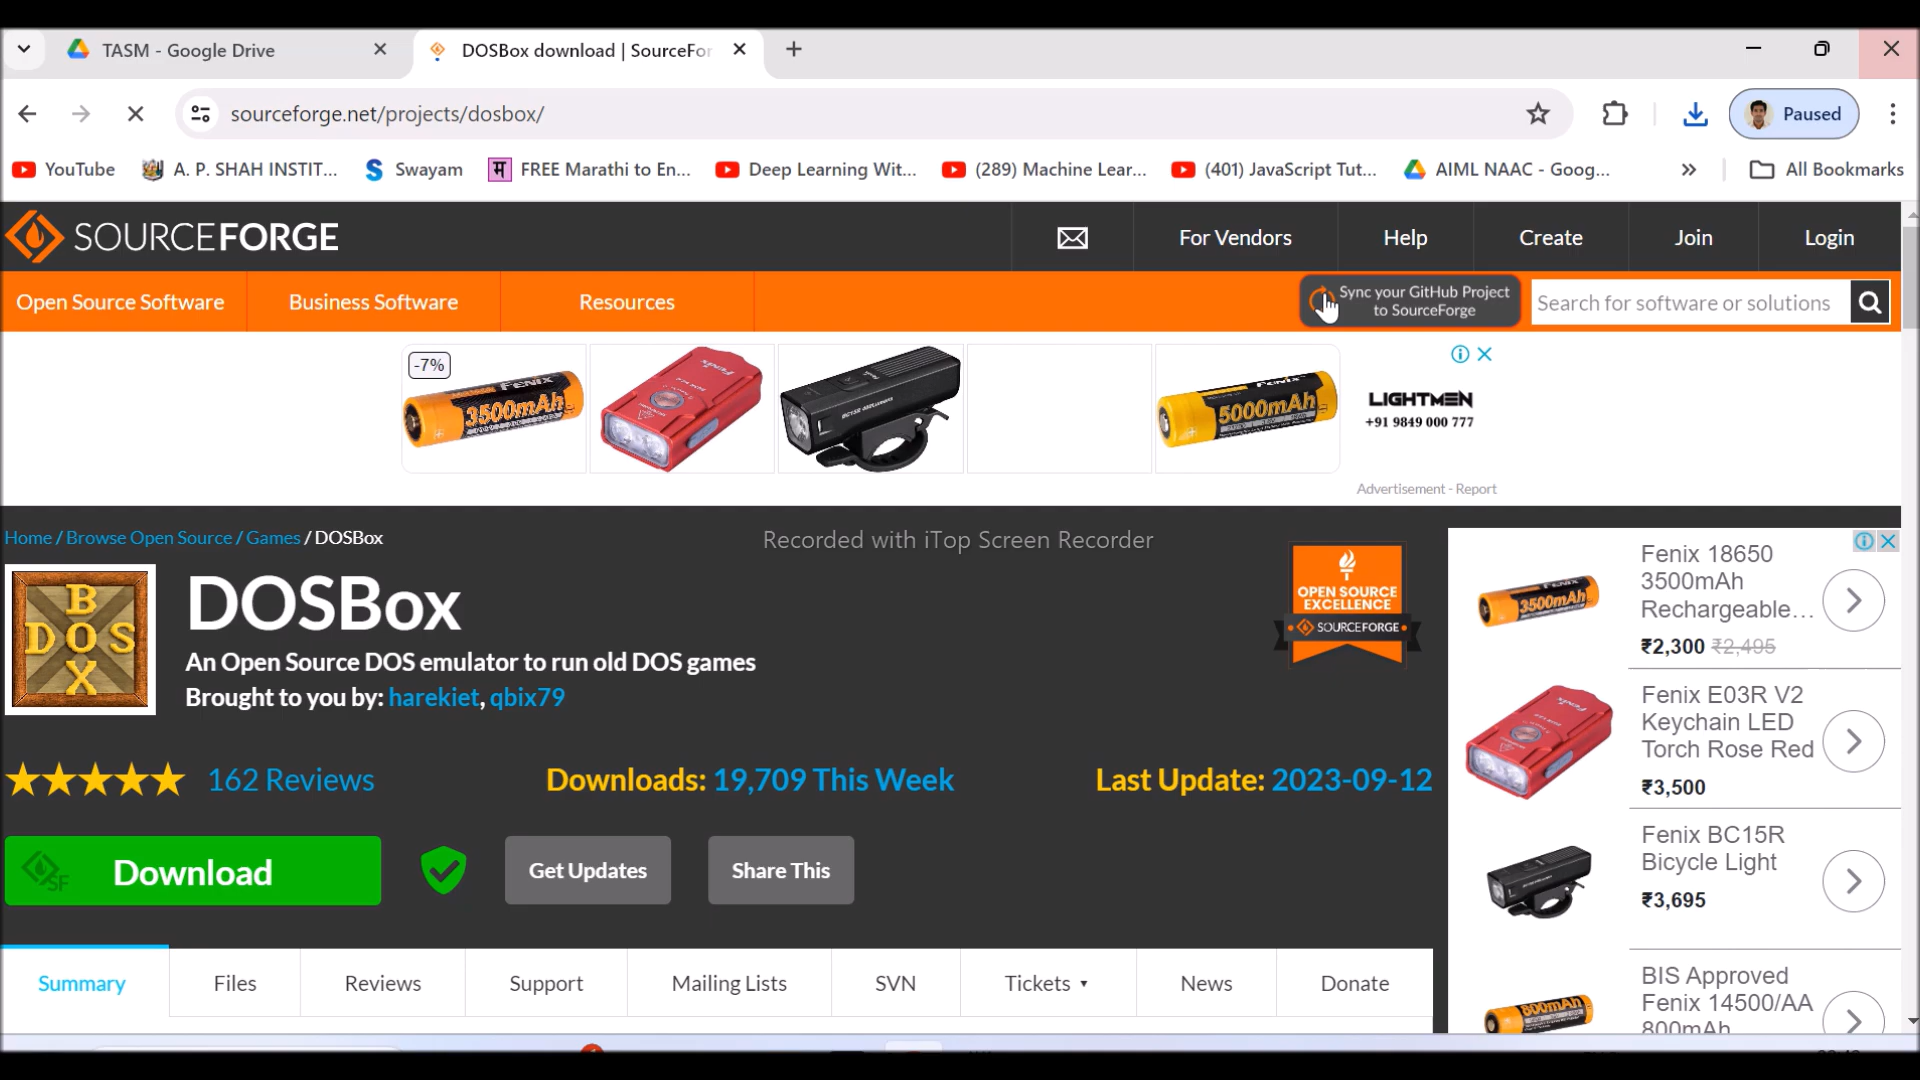 TASM - Google Drive
DOSBox download | SourceFor
sourceforge.net/projects/dosbox/
Paused
YouTube
A. P. SHAH INSTIT...
Swayam
म
FREE Marathi to En...
Deep Learning Wit...
(289) Machine Lear...
(401) JavaScript Tut...
AIML NAAC - Goog...
All Bookmarks
SOURCEFORGE
For Vendors
Help
Create
Join
Login
Open Source Software
Business Software
Resources
Sync your GitHub Project
to SourceForge
Search for software or solutions
-7%
FENIX
3500mAh
FENIX
5000mAh
LIGHTMEN
+91 9849 000 777
Advertisement - Report
Home / Browse Open Source / Games / DOSBox
Recorded with iTop Screen Recorder
DOS
BOX
DOSBox
An Open Source DOS emulator to run old DOS games
Brought to you by: harekiet, qbix79
OPEN SOURCE
EXCELLENCE
SOURCEFORGE
162 Reviews
Downloads: 19,709 This Week
Last Update: 2023-09-12
SF
Download
Get Updates
Share This
Summary
Files
Reviews
Support
Mailing Lists
SVN
Tickets
News
Donate
3500mAh
Fenix 18650
3500mAh
Rechargeable...
₹2,300 ₹2,495
Fenix E03R V2
Keychain LED
Torch Rose Red
₹3,500
Fenix BC15R
Bicycle Light
₹3,695
800mAh
BIS Approved
Fenix 14500/AA
800mAh